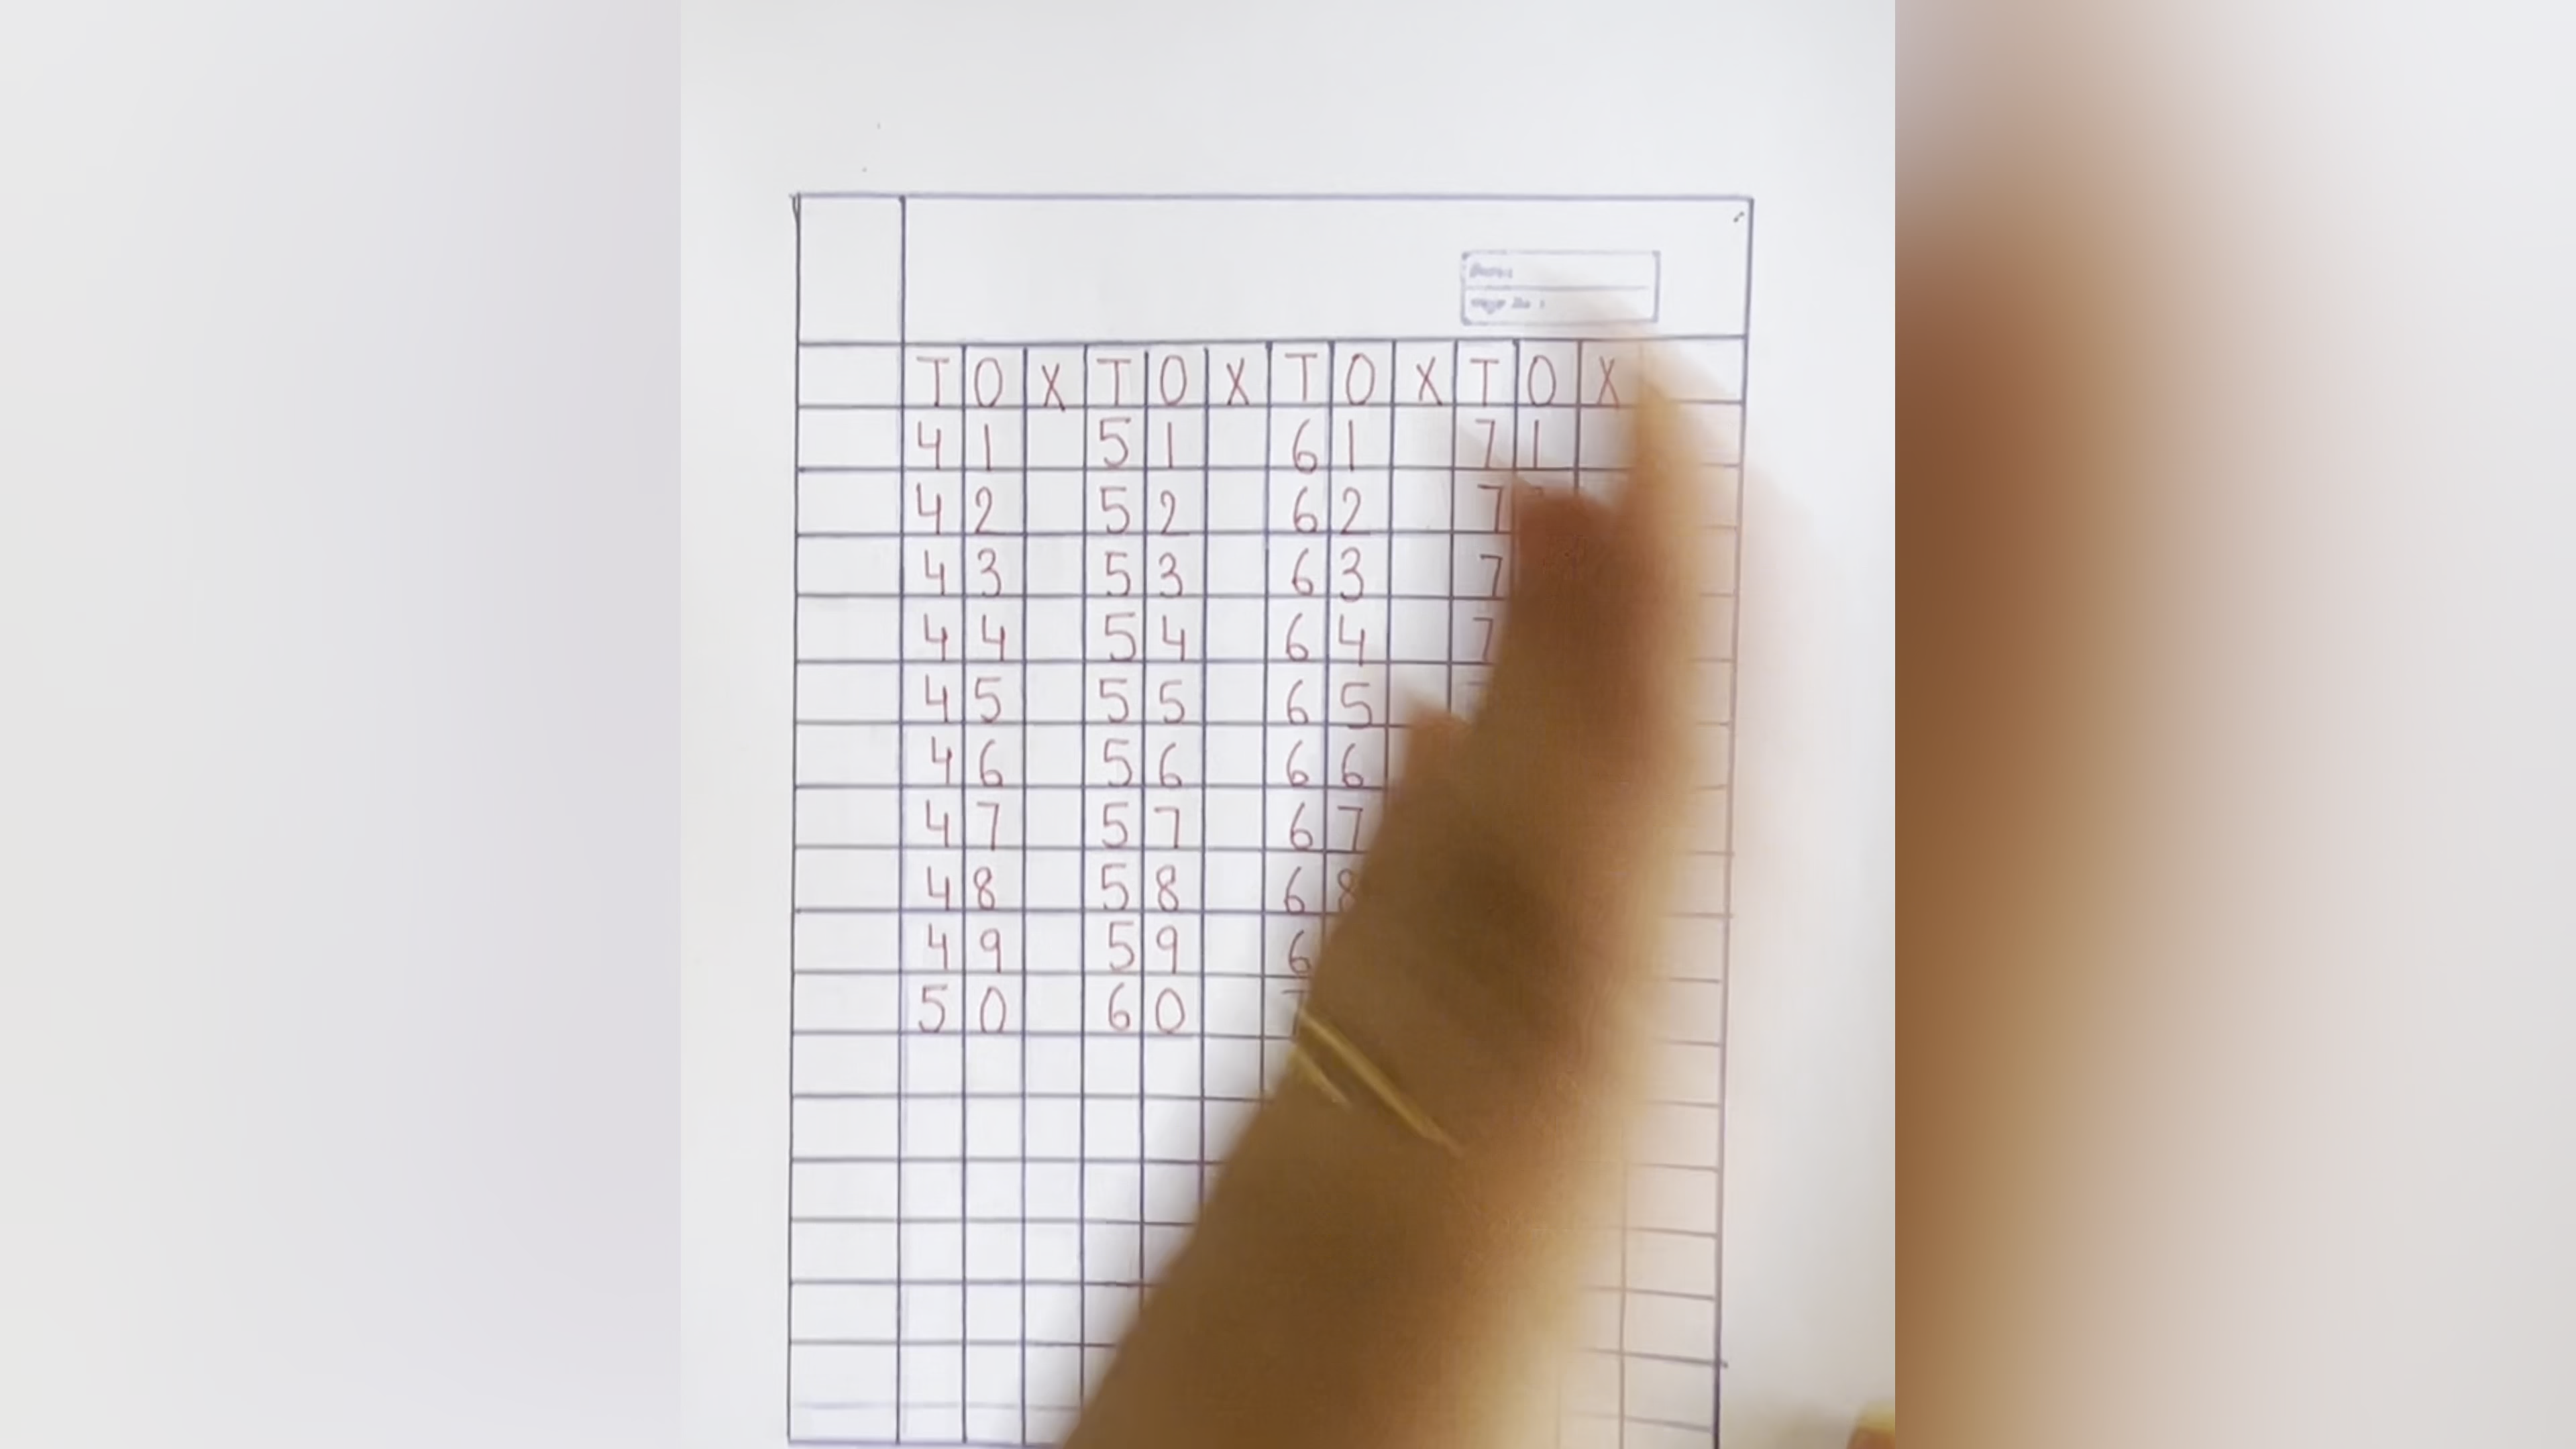 T O X T O X T O X T O X
4 1 5 1 6 1 7 1
4 2 5 2 6 2 7
4 3 5 3 6 3 7
4 4 5 4 6 4 7
4 5 5 5 6 5
4 6 5 6 6 6
4 7 5 7 6 7
4 8 5 8 6 8
4 9 5 9 6
5 0 6 0